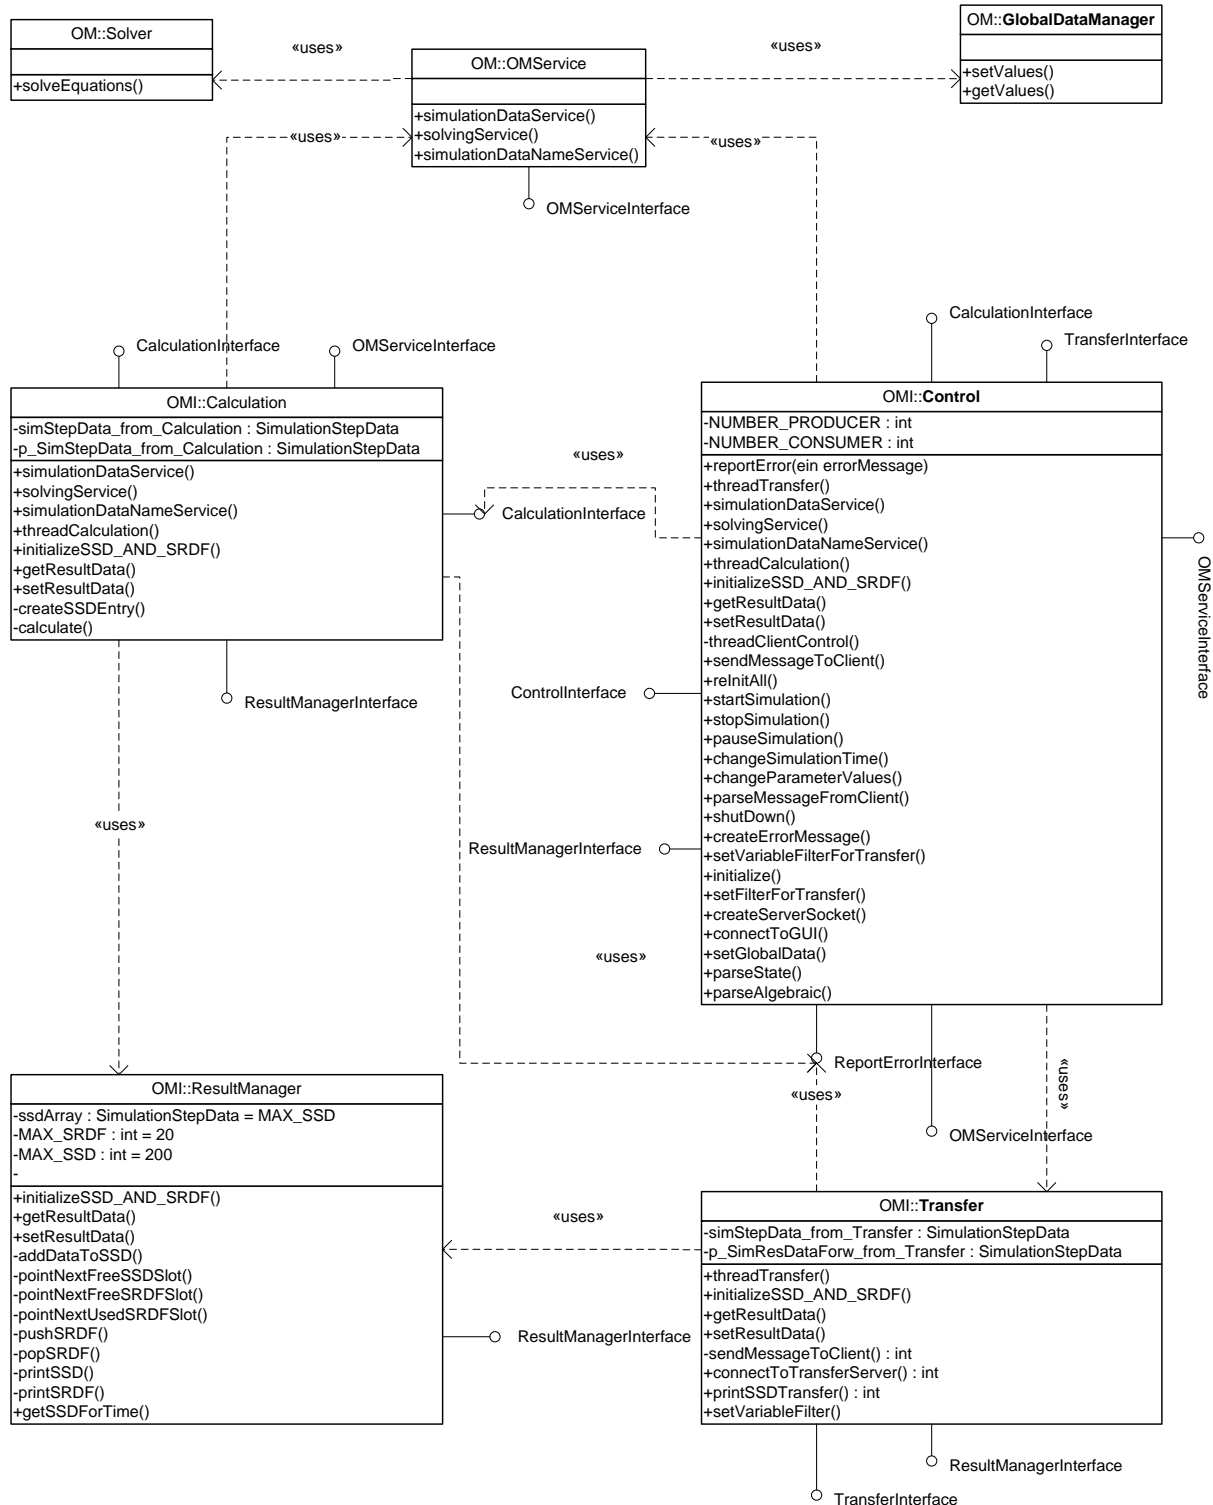 OM::Solver
+solveEquations()
«uses»
OM::OMService
+simulationDataService()
+solvingService()
+simulationDataNameService()
«uses»
OM::GlobalDataManager
+setValues()
+getValues()
«uses»
«uses»
OMServiceInterface
CalculationInterface
OMServiceInterface
CalculationInterface
TransferInterface
OMI::Calculation
-simStepData_from_Calculation : SimulationStepData
-p_SimStepData_from_Calculation : SimulationStepData
+simulationDataService()
+solvingService()
+simulationDataNameService()
+threadCalculation()
+initializeSSD_AND_SRDF()
+getResultData()
+setResultData()
-createSSDEntry()
-calculate()
«uses»
CalculationInterface
ResultManagerInterface
OMI::Control
-NUMBER_PRODUCER : int
-NUMBER_CONSUMER : int
+reportError(ein errorMessage)
+threadTransfer()
+simulationDataService()
+solvingService()
+simulationDataNameService()
+threadCalculation()
+initializeSSD_AND_SRDF()
+getResultData()
+setResultData()
-threadClientControl()
+sendMessageToClient()
+reInitAll()
+startSimulation()
+stopSimulation()
+pauseSimulation()
+changeSimulationTime()
+changeParameterValues()
+parseMessageFromClient()
+shutDown()
+createErrorMessage()
+setVariableFilterForTransfer()
+initialize()
+setFilterForTransfer()
+createServerSocket()
+connectToGUI()
+setGlobalData()
+parseState()
+parseAlgebraic()
OMServiceInterface
ControlInterface
ResultManagerInterface
«uses»
«uses»
ReportErrorInterface
«uses»
«uses»
OMServiceInterface
OMI::ResultManager
-ssdArray : SimulationStepData = MAX_SSD
-MAX_SRDF : int = 20
-MAX_SSD : int = 200
-
+initializeSSD_AND_SRDF()
+getResultData()
+setResultData()
-addDataToSSD()
-pointNextFreeSSDSlot()
-pointNextFreeSRDFSlot()
-pointNextUsedSRDFSlot()
-pushSRDF()
-popSRDF()
-printSSD()
-printSRDF()
+getSSDForTime()
«uses»
ResultManagerInterface
OMI::Transfer
-simStepData_from_Transfer : SimulationStepData
-p_SimResDataForw_from_Transfer : SimulationStepData
+threadTransfer()
+initializeSSD_AND_SRDF()
+getResultData()
+setResultData()
-sendMessageToClient() : int
+connectToTransferServer() : int
+printSSDTransfer() : int
+setVariableFilter()
ResultManagerInterface
TransferInterface